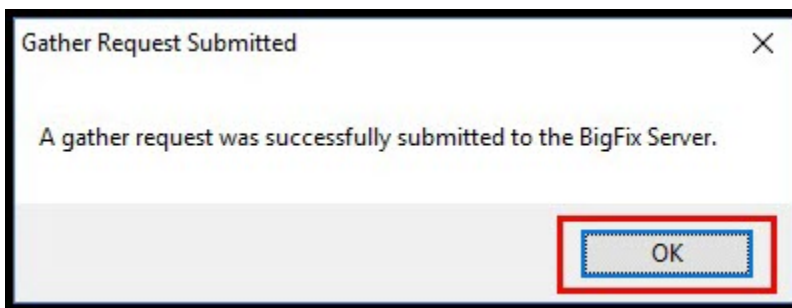 Gather Request Submitted
A gather request was successfully submitted to the BigFix Server.
OK